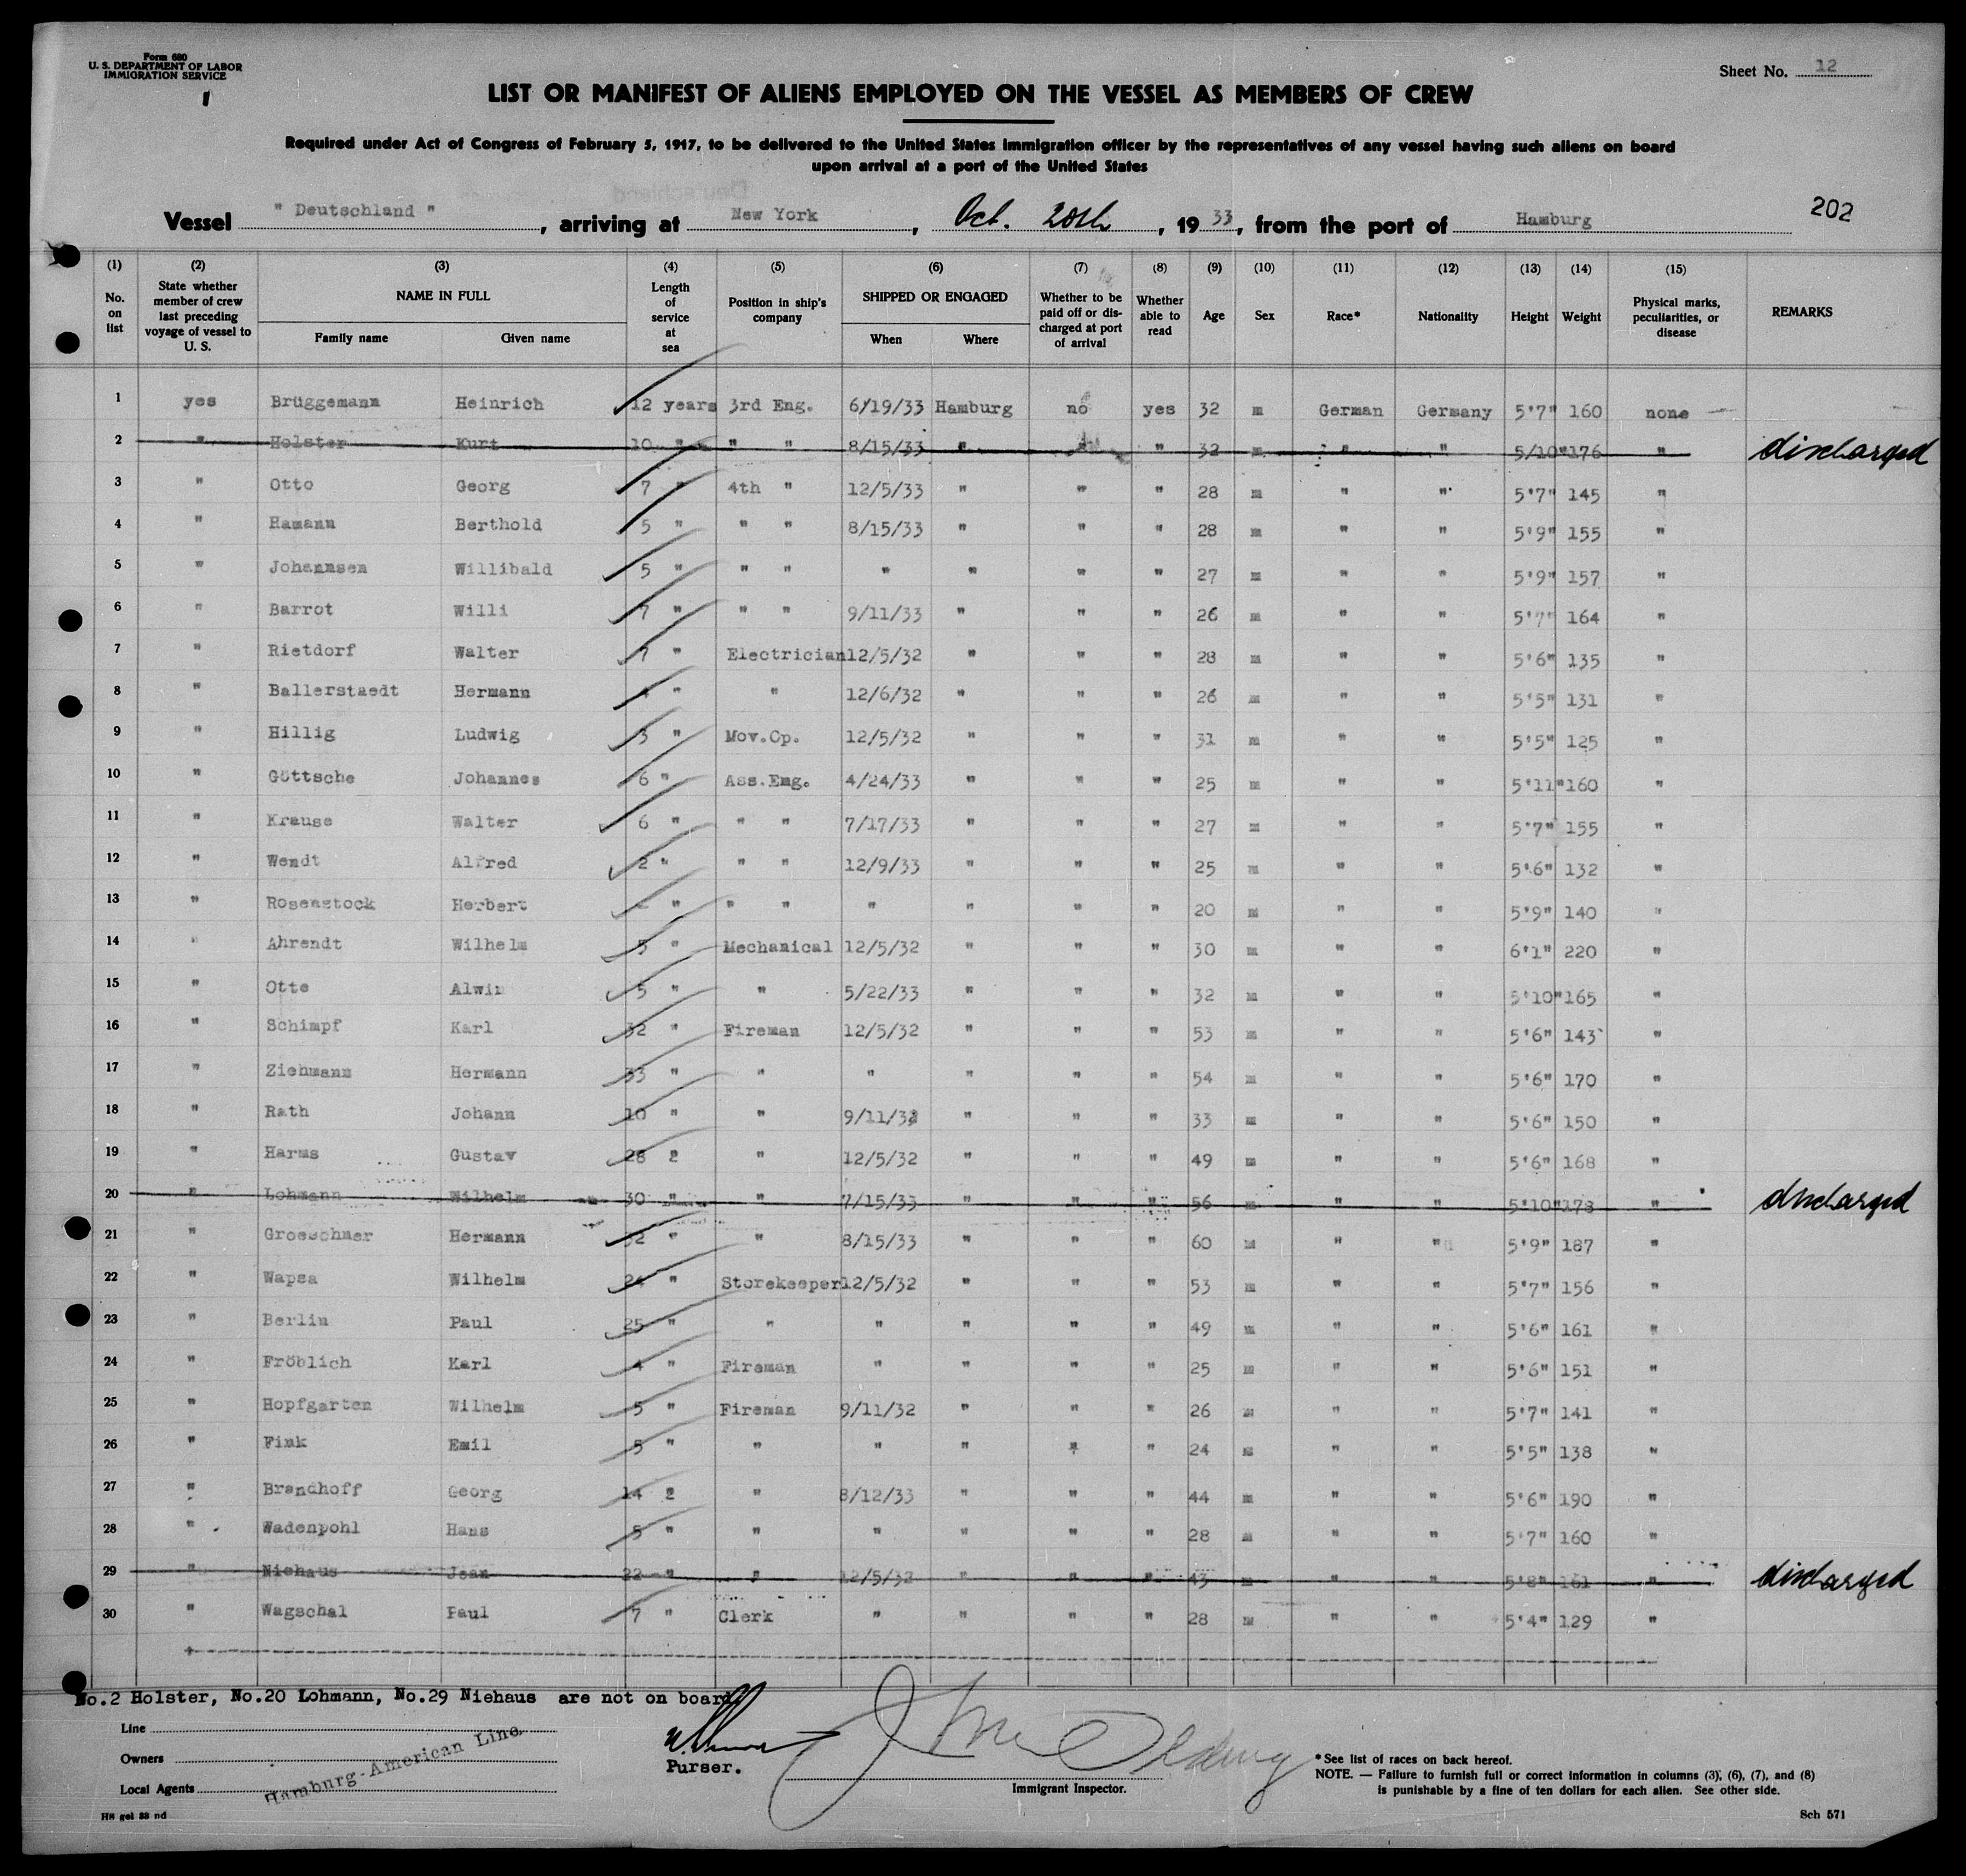 Form 680
U. S. DEPARTMENT OF LABOR
IMMIGRATION SERVICE
Sheet No. 12
LIST OR MANIFEST OF ALIENS EMPLOYED ON THE VESSEL AS MEMBERS OF CREW
Required under Act of Congress of February 5, 1917, to be delivered to the United States immigration officer by the representatives of any vessel having such aliens on board
upon arrival at a port of the United States
Vessel " Deutschland ", arriving at New York, Oct. 20th, 1933, from the port of Hamburg
202
(1) (2) (3) (4) (5) (6) (7) (8) (9) (10) (11) (12) (13) (14) (15)
No. on list | State whether member of crew last preceding voyage of vessel to U. S. | NAME IN FULL Family name Given name | Length of service at sea | Position in ship's company | SHIPPED OR ENGAGED When Where | Whether to be paid off or discharged at port of arrival | Whether able to read | Age | Sex | Race* | Nationality | Height | Weight | Physical marks, peculiarities, or disease | REMARKS
1 yes Brüggemann Heinrich 12 years 3rd Eng. 6/19/33 Hamburg no yes 32 m German Germany 5'7" 160 none
2 " Holster Kurt 10 " " " 8/15/33 " " " 32 m " " 5/10" 176 " discharged
3 " Otto Georg 7 " 4th " 12/5/33 " " " 28 m " " 5'7" 145 "
4 " Hamann Berthold 5 " " " 8/15/33 " " " 28 m " " 5'9" 155 "
5 " Johannsen Willibald 5 " " " " " " " 27 m " " 5'9" 157 "
6 " Barrot Willi 7 " " " 9/11/33 " " " 26 m " " 5'7" 164 "
7 " Rietdorf Walter 7 " Electrician 12/5/32 " " " 28 m " " 5'6" 135 "
8 " Ballerstaedt Hermann 4 " " 12/6/32 " " " 26 m " " 5'5" 131 "
9 " Hillig Ludwig 3 " Mov.Op. 12/5/32 " " " 31 m " " 5'5" 125 "
10 " Göttsche Johannes 6 " Ass.Eng. 4/24/33 " " " 25 m " " 5'11" 160 "
11 " Krause Walter 6 " " " 7/17/33 " " " 27 m " " 5'7" 155 "
12 " Wendt Alfred 2 " " " 12/9/33 " " " 25 m " " 5'6" 132 "
13 " Rosenstock Herbert " " " " " " " 20 m " " 5'9" 140 "
14 " Ahrendt Wilhelm 5 " Mechanical 12/5/32 " " " 30 m " " 6'1" 220 "
15 " Otte Alwin 5 " " 5/22/33 " " " 32 m " " 5'10" 165 "
16 " Schimpf Karl 32 " Fireman 12/5/32 " " " 53 m " " 5'6" 143 "
17 " Ziehmann Hermann 33 " " " " " " 54 m " " 5'6" 170 "
18 " Rath Johann 10 " " 9/11/32 " " " 33 m " " 5'6" 150 "
19 " Harms Gustav 28 2 " 12/5/32 " " " 49 m " " 5'6" 168 "
20 " Lohmann Wilhelm 30 " " 7/15/33 " " " 56 m " " 5'10" 178 " discharged
21 " Groeschner Hermann 32 " " 8/15/33 " " " 60 m " " 5'9" 187 "
22 " Wapsa Wilhelm 24 " Storekeeper 12/5/32 " " " 53 m " " 5'7" 156 "
23 " Berlin Paul 25 " " " " " " 49 m " " 5'6" 161 "
24 " Fröblich Karl 4 " Fireman " " " " 25 m " " 5'6" 151 "
25 " Hopfgarten Wilhelm 5 " Fireman 9/11/32 " " " 26 m " " 5'7" 141 "
26 " Fink Emil 5 " " " " " " 24 m " " 5'5" 138 "
27 " Brandhoff Georg 14 2 " 8/12/33 " " " 44 m " " 5'6" 190 "
28 " Wadenpohl Hans 5 " " " " " " 28 m " " 5'7" 160 "
29 " Niehaus Jean 22 " " 12/5/32 " " " 43 m " " 5'8" 161 " discharged
30 " Wagschal Paul 7 " Clerk " " " " 28 m " " 5'4" 129 "
No.2 Holster, No.20 Lohmann, No.29 Niehaus are not on board
Line
Owners
Local Agents
Hamburg-American Line
Purser.
Immigrant Inspector.
*See list of races on back hereof.
NOTE. — Failure to furnish full or correct information in columns (3), (6), (7), and (8)
is punishable by a fine of ten dollars for each alien. See other side.
Sch 571